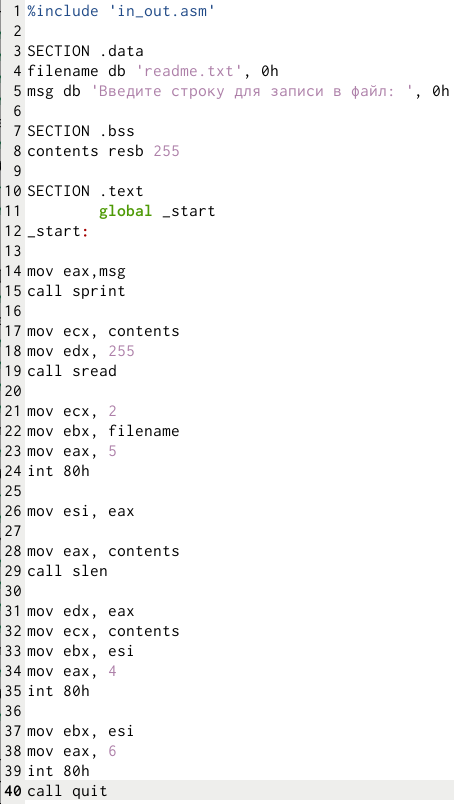 1 %include 'in_out.asm'
2
3 SECTION .data
4 filename db 'readme.txt', 0h
5 msg db 'Введите строку для записи в файл: ', 0h
6
7 SECTION .bss
8 contents resb 255
9
10 SECTION .text
11         global _start
12 _start:
13
14 mov eax,msg
15 call sprint
16
17 mov ecx, contents
18 mov edx, 255
19 call sread
20
21 mov ecx, 2
22 mov ebx, filename
23 mov eax, 5
24 int 80h
25
26 mov esi, eax
27
28 mov eax, contents
29 call slen
30
31 mov edx, eax
32 mov ecx, contents
33 mov ebx, esi
34 mov eax, 4
35 int 80h
36
37 mov ebx, esi
38 mov eax, 6
39 int 80h
40 call quit